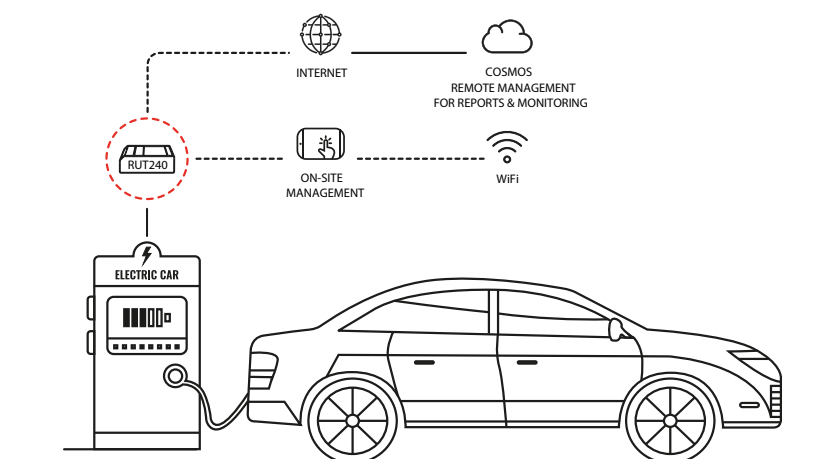 INTERNET
COSMOS
REMOTE MANAGEMENT
FOR REPORTS & MONITORING
RUT240
ON-SITE
MANAGEMENT
WiFi
ELECTRIC CAR